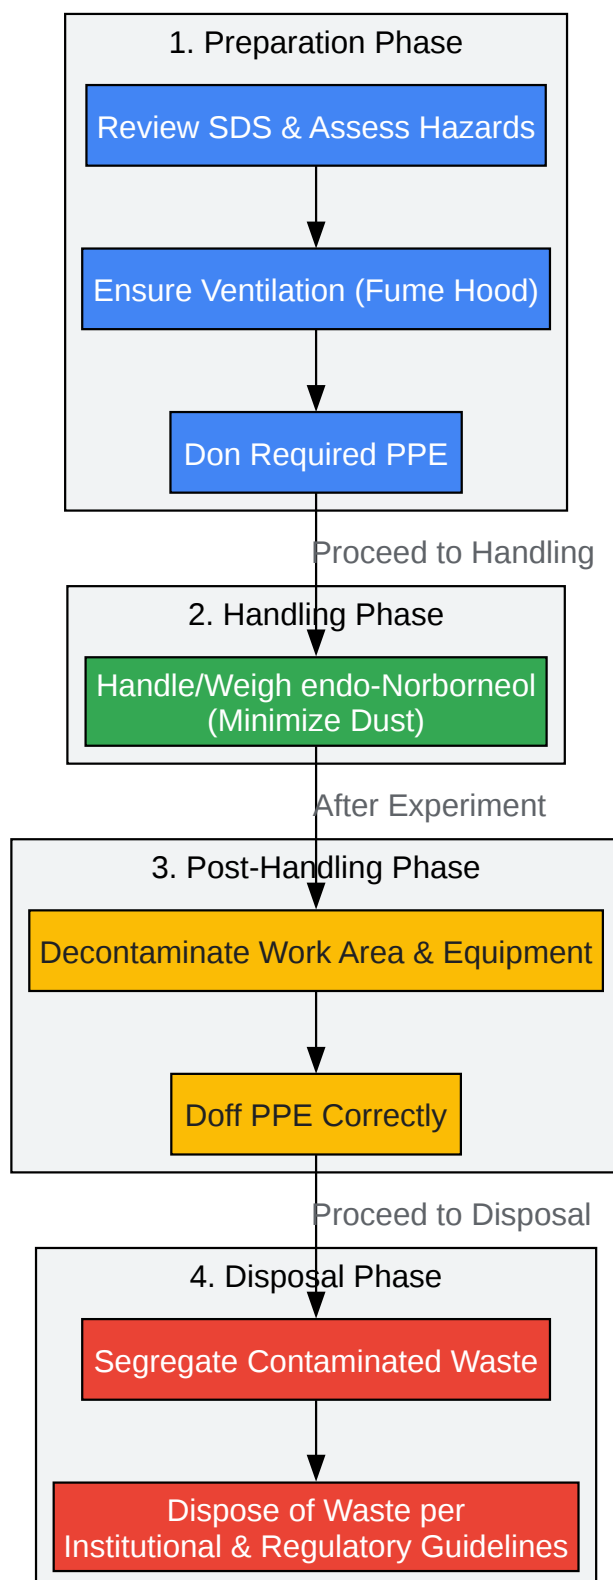 1. Preparation Phase
Review SDS & Assess Hazards
Ensure Ventilation (Fume Hood)
Don Required PPE
Proceed to Handling
2. Handling Phase
Handle/Weigh endo-Norborneol
(Minimize Dust)
After Experiment
3. Post-Handling Phase
Decontaminate Work Area & Equipment
Doff PPE Correctly
Proceed to Disposal
4. Disposal Phase
Segregate Contaminated Waste
Dispose of Waste per
Institutional & Regulatory Guidelines